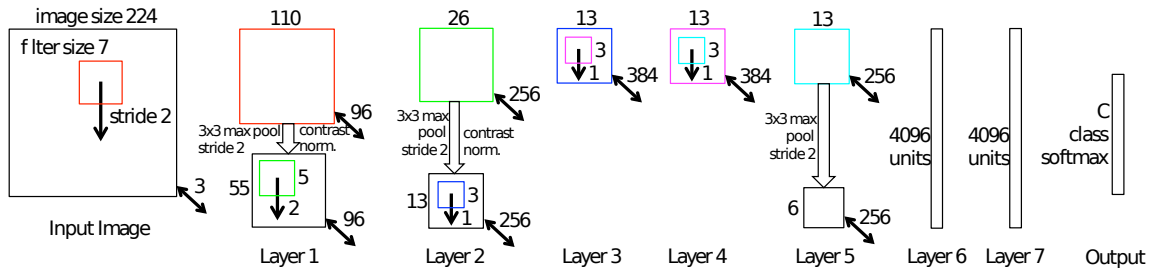 image size 224
f lter size 7
stride 2
3
Input Image
110
96
3x3 max pool
stride 2
contrast
norm.
55
5
2
96
Layer 1
26
256
3x3 max
pool
stride 2
contrast
norm.
13
3
1
256
Layer 2
13
3
1
384
Layer 3
13
3
1
384
Layer 4
13
256
3x3 max
pool
stride 2
6
256
Layer 5
4096
units
Layer 6
4096
units
Layer 7
C
class
softmax
Output